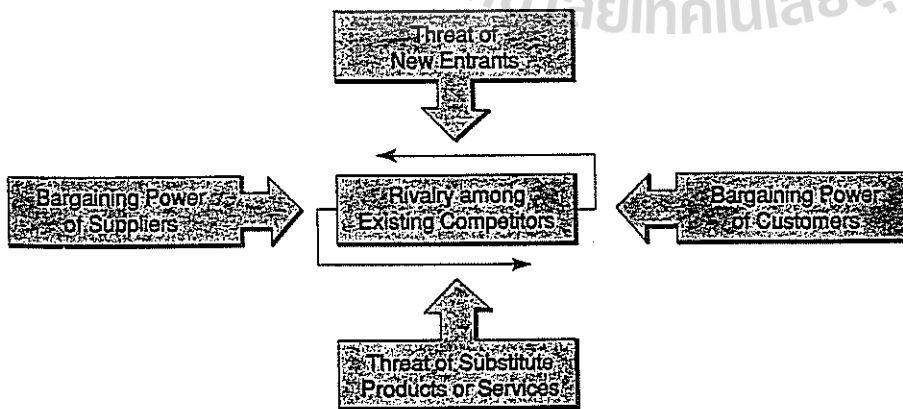 Threat of
New Entrants
Bargaining Power
of Suppliers
Rivalry among
Existing Competitors
Bargaining Power
of Customers
Threat of Substitute
Products or Services